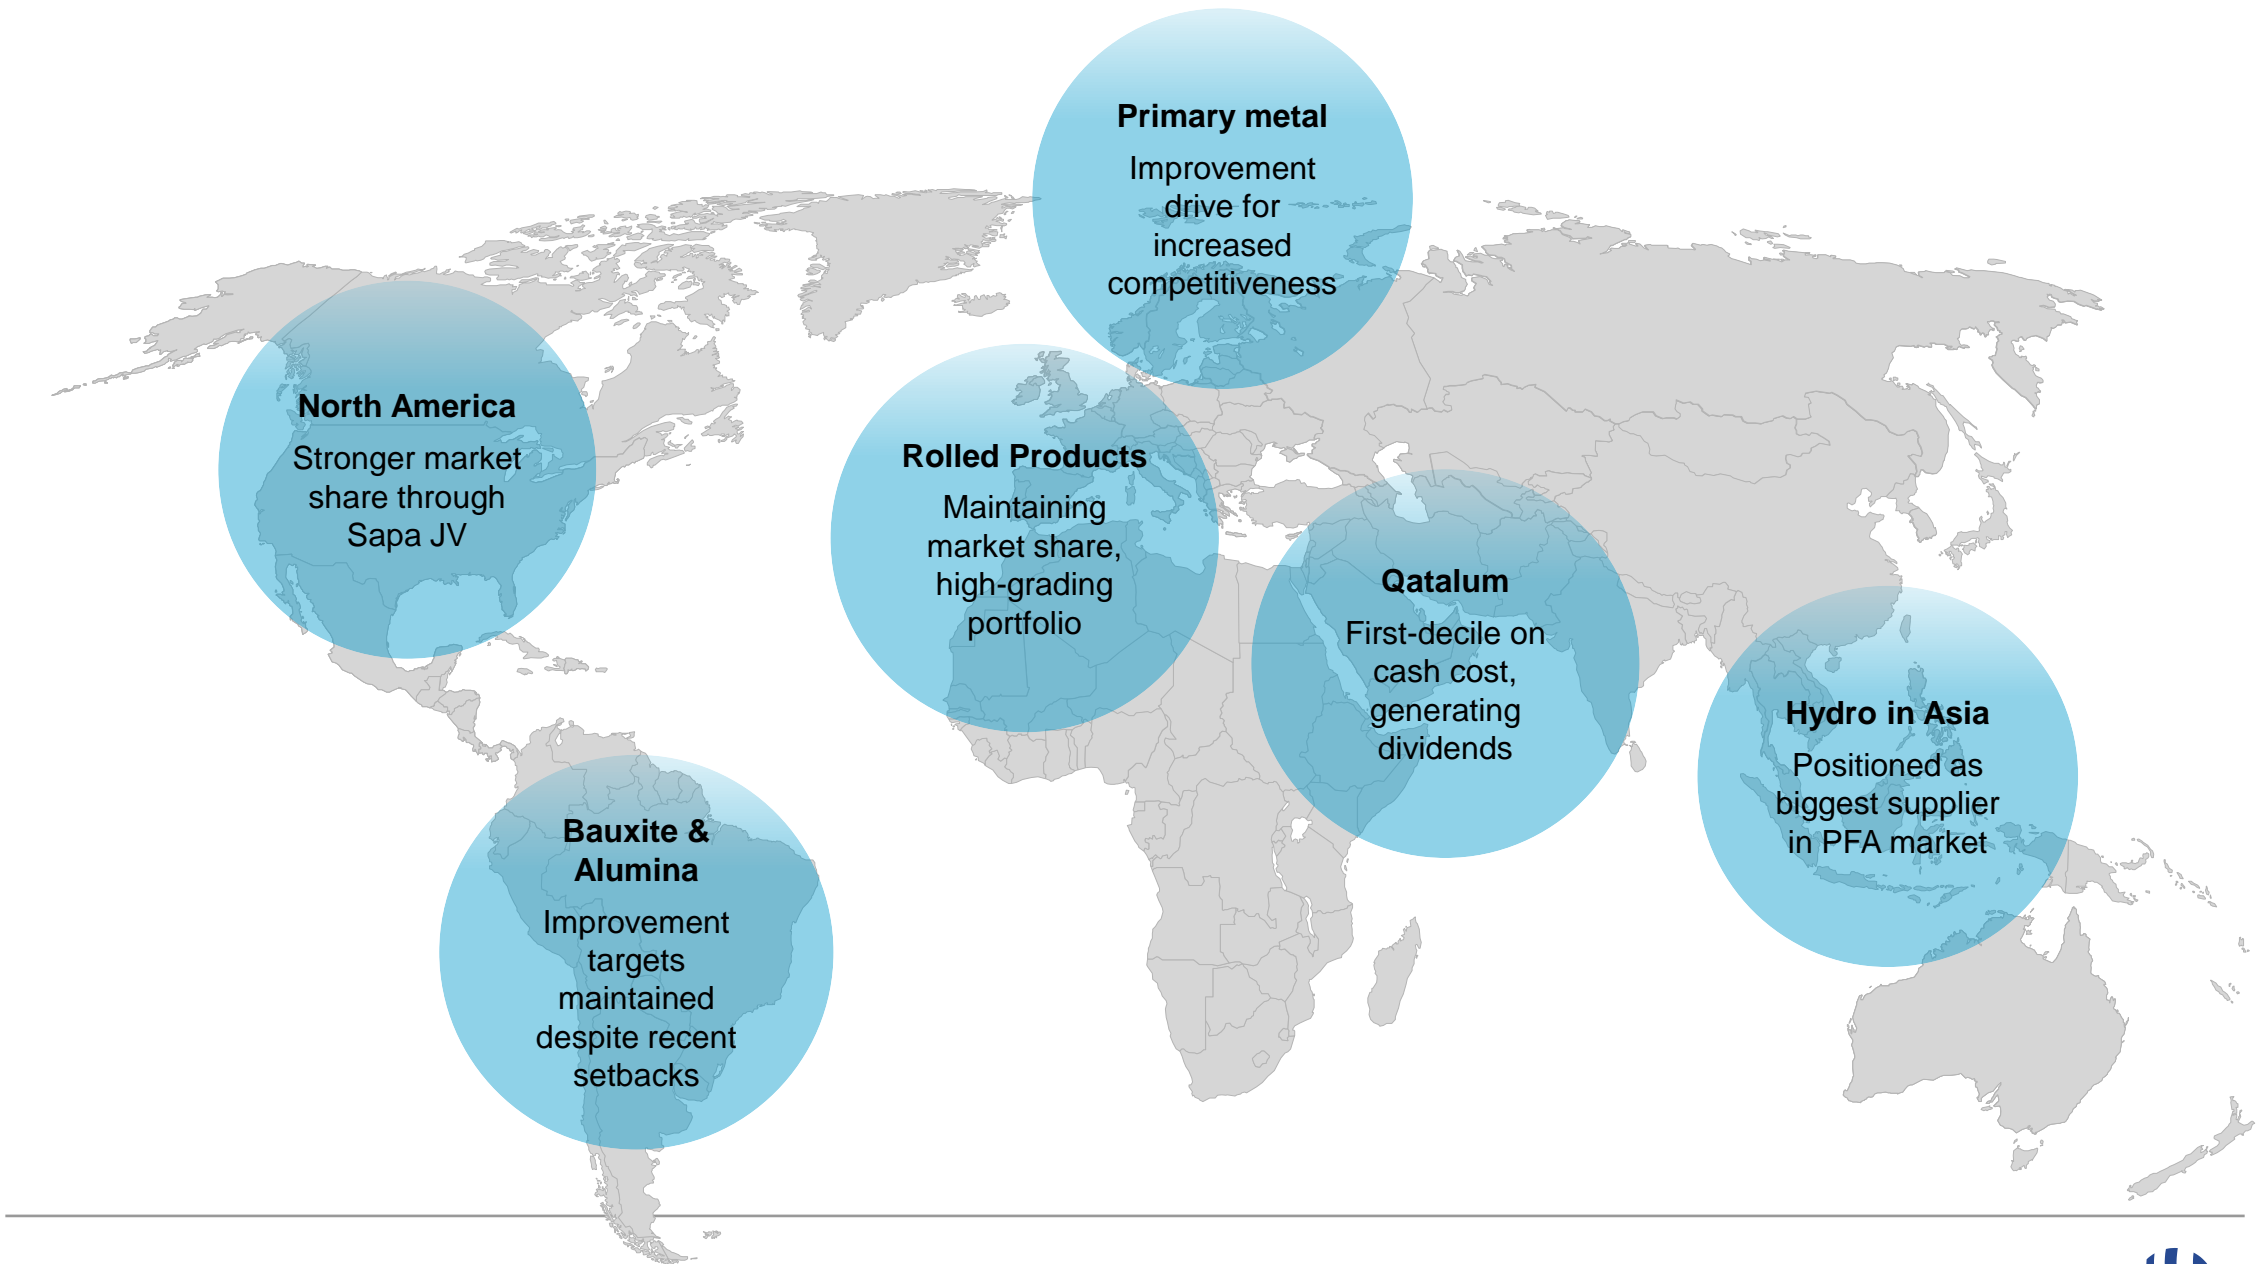 Primary metal
Improvement
drive for
increased
competitiveness
North America
Stronger market
share through
Sapa JV
Rolled Products
Maintaining
market share,
high-grading
portfolio
Qatalum
First-decile on
cash cost,
generating
dividends
Hydro in Asia
Positioned as
biggest supplier
in PFA market
Bauxite &
Alumina
Improvement
targets
maintained
despite recent
setbacks